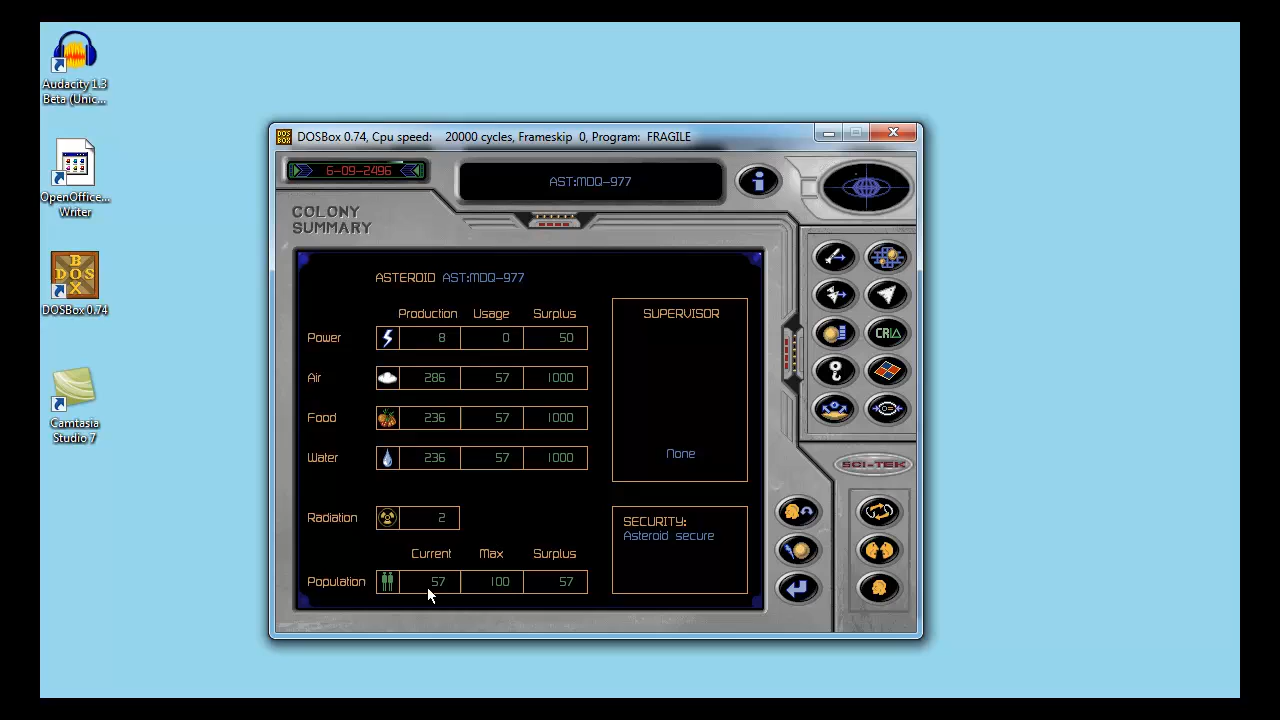 Audacity 1.3
Beta (Unic...
OpenOffice....
Writer
DOS BOX
DOSBox 0.74
Camtasia
Studio 7
DOSBox 0.74, Cpu speed: 20000 cycles, Frameskip 0, Program: FRAGILE
6-09-2496
AST:MDQ-977
COLONY
SUMMARY
ASTEROID AST:MDQ-977
Production Usage Surplus
Power 8 0 50
Air 286 57 1000
Food 236 57 1000
Water 236 57 1000
Radiation 2
Current Max Surplus
Population 57 100 57
SUPERVISOR
None
SECURITY:
Asteroid secure
CRIA
SCI-TEK